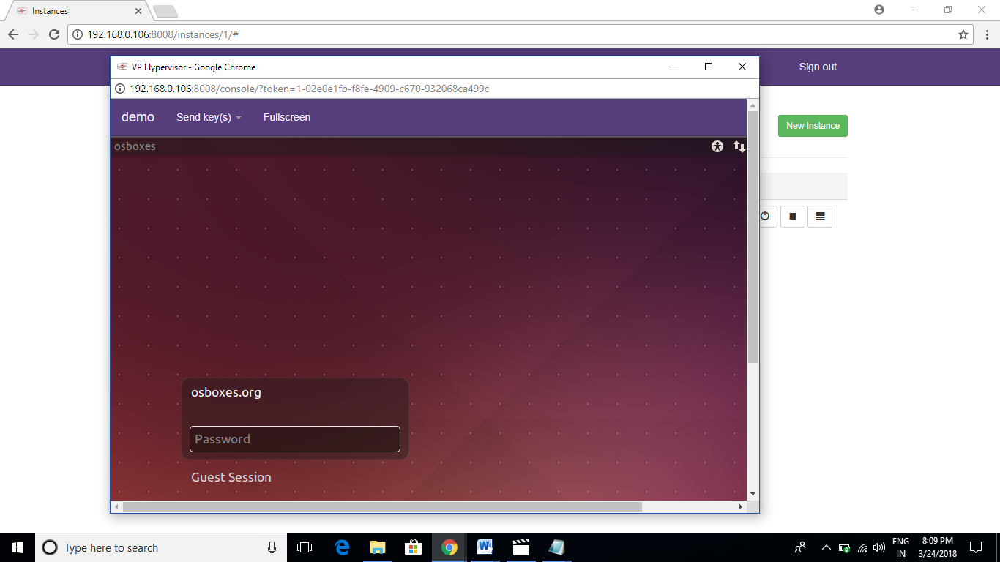 Instances
192.168.0.106:8008/instances/1/#
Sign out
VP Hypervisor - Google Chrome
192.168.0.106:8008/console/?token=1-02e0e1fb-f8fe-4909-c670-932068ca499c
demo Send key(s) Fullscreen
New Instance
osboxes
osboxes.org
Password
Guest Session
Type here to search
ENG
IN
8:09 PM
3/24/2018